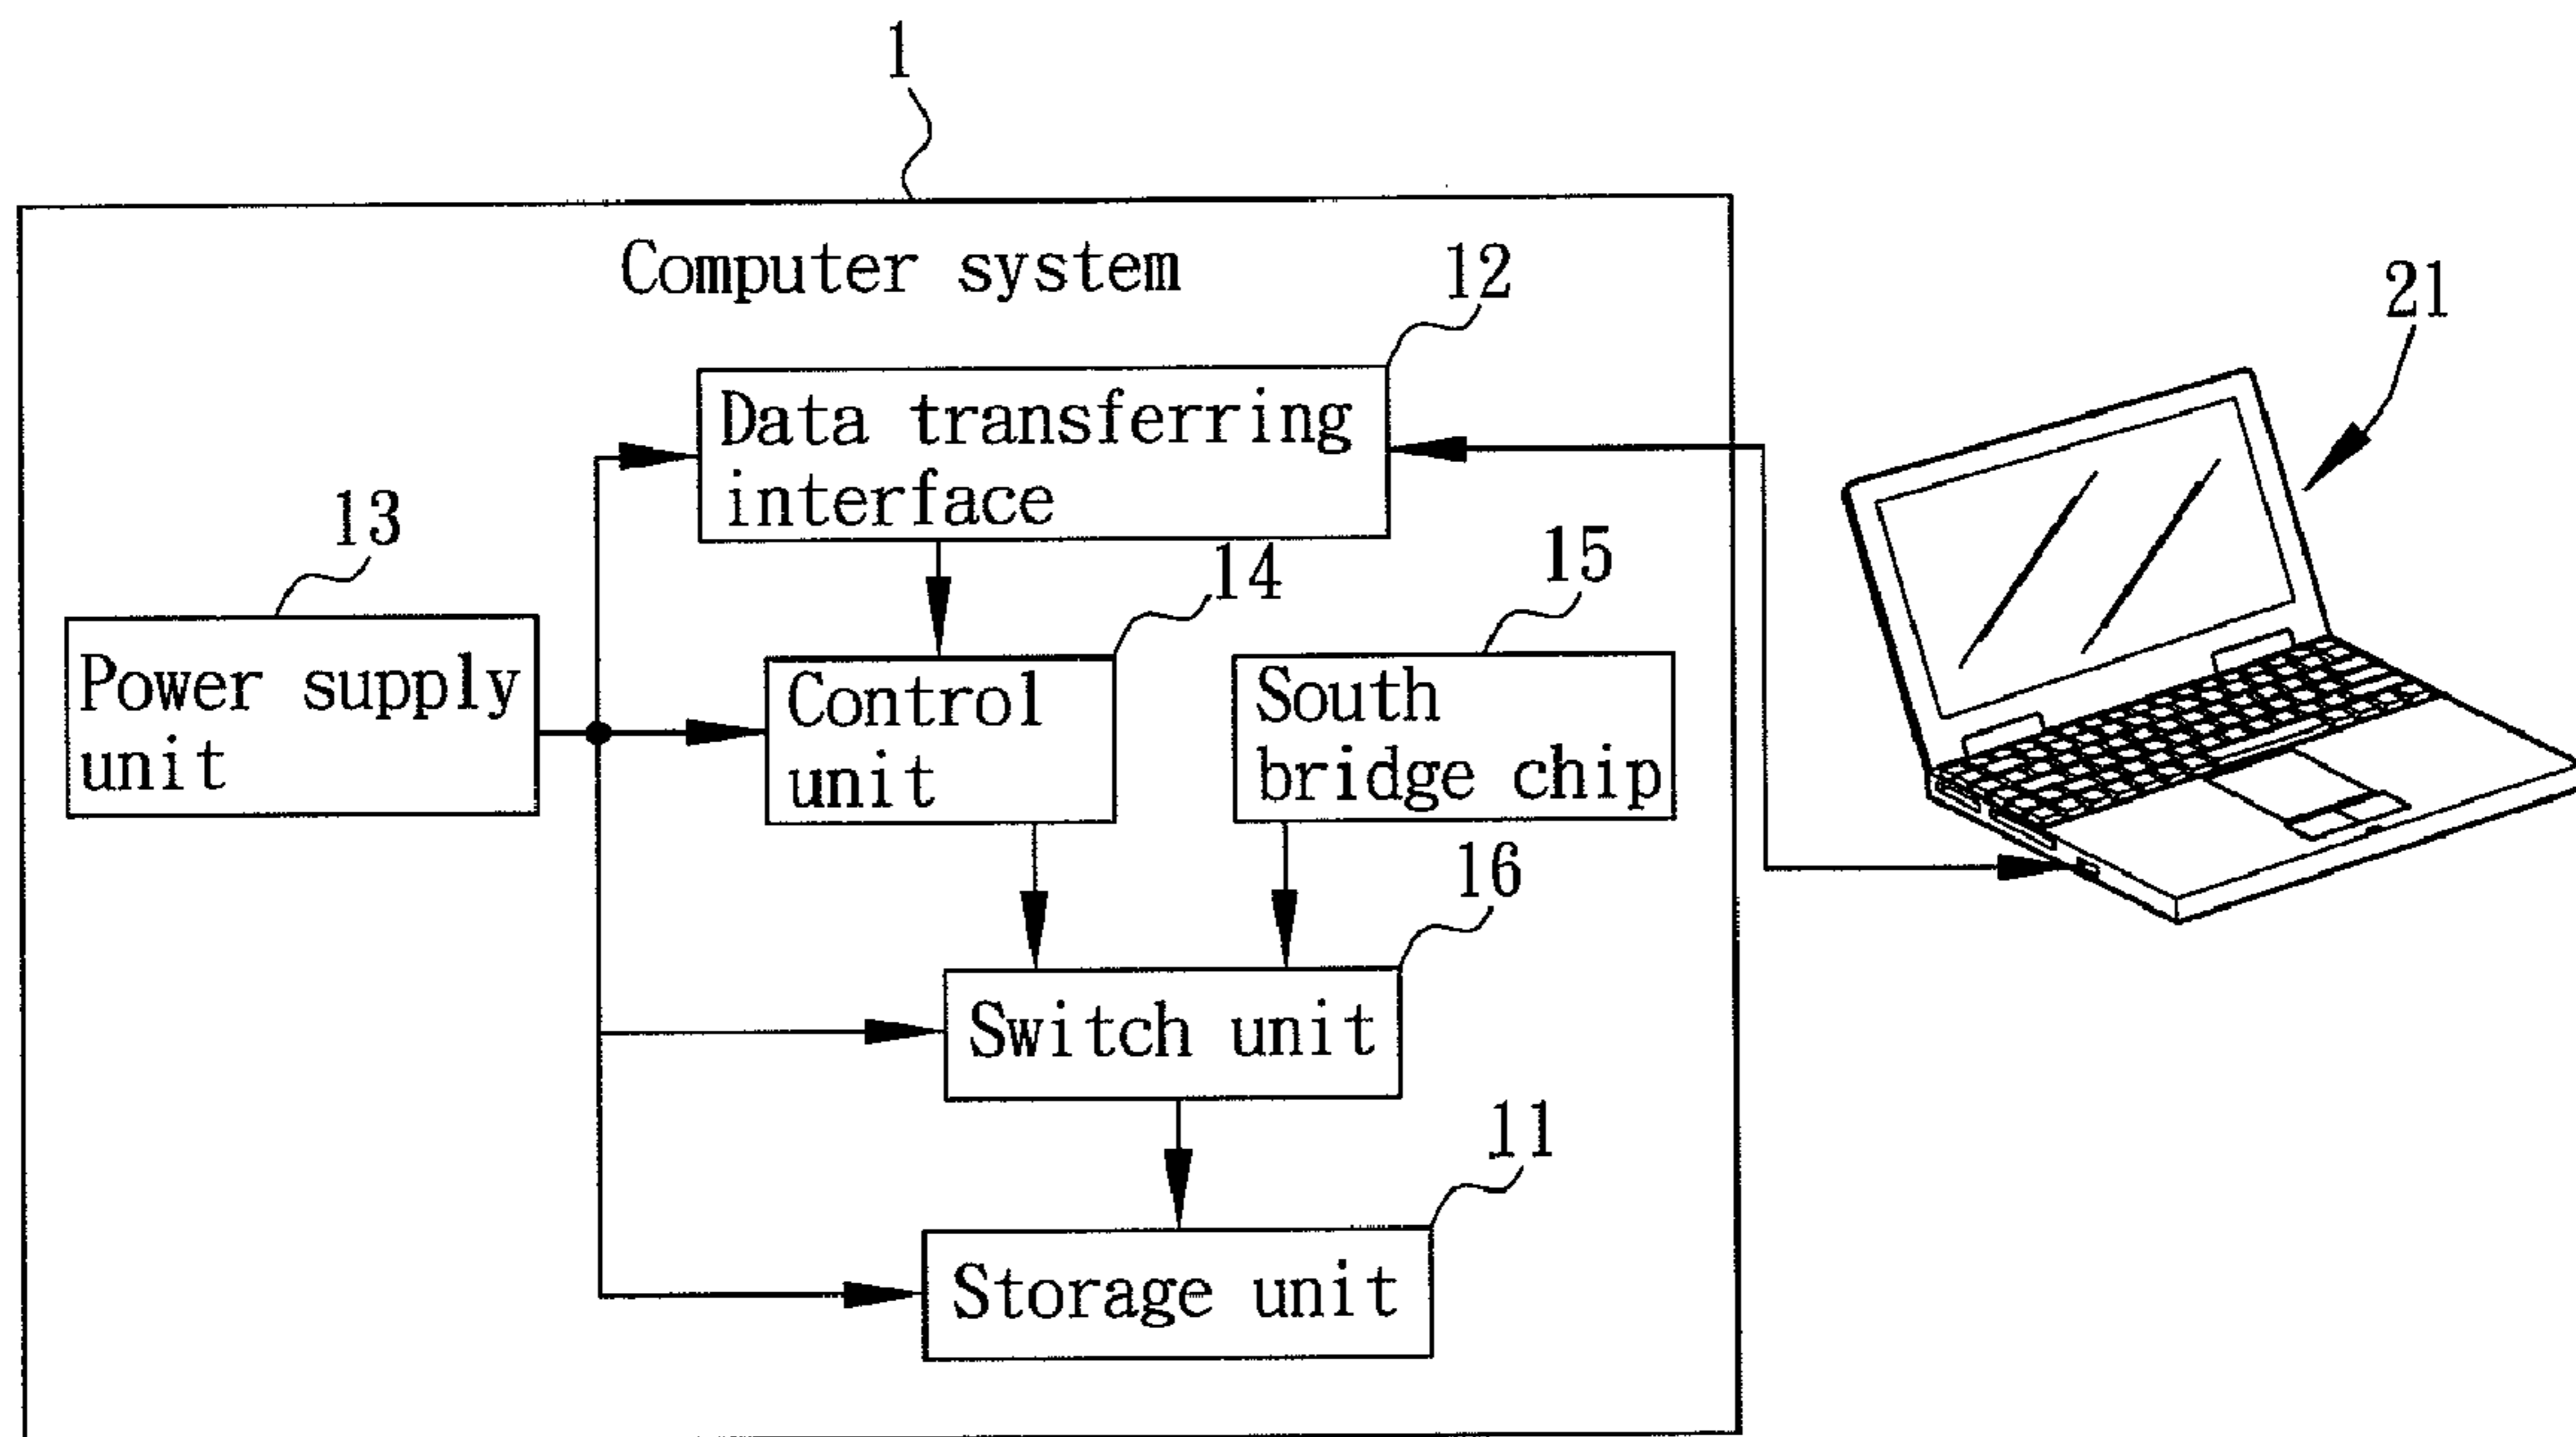 1
Computer system
12
21
Data transferring
interface
13
14
15
Power supply
unit
Control
unit
South
bridge chip
16
Switch unit
11
Storage unit